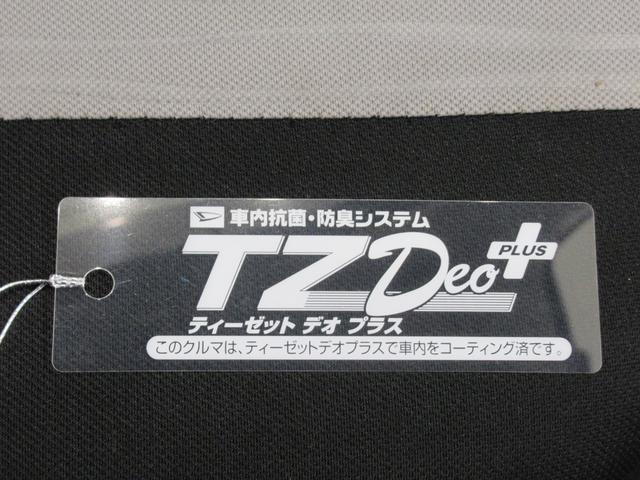 車内抗菌・防臭システム
TZ Deo PLUS
ティーゼット デオ プラス
このクルマは、ティーゼットデオプラスで車内をコーティング済です。